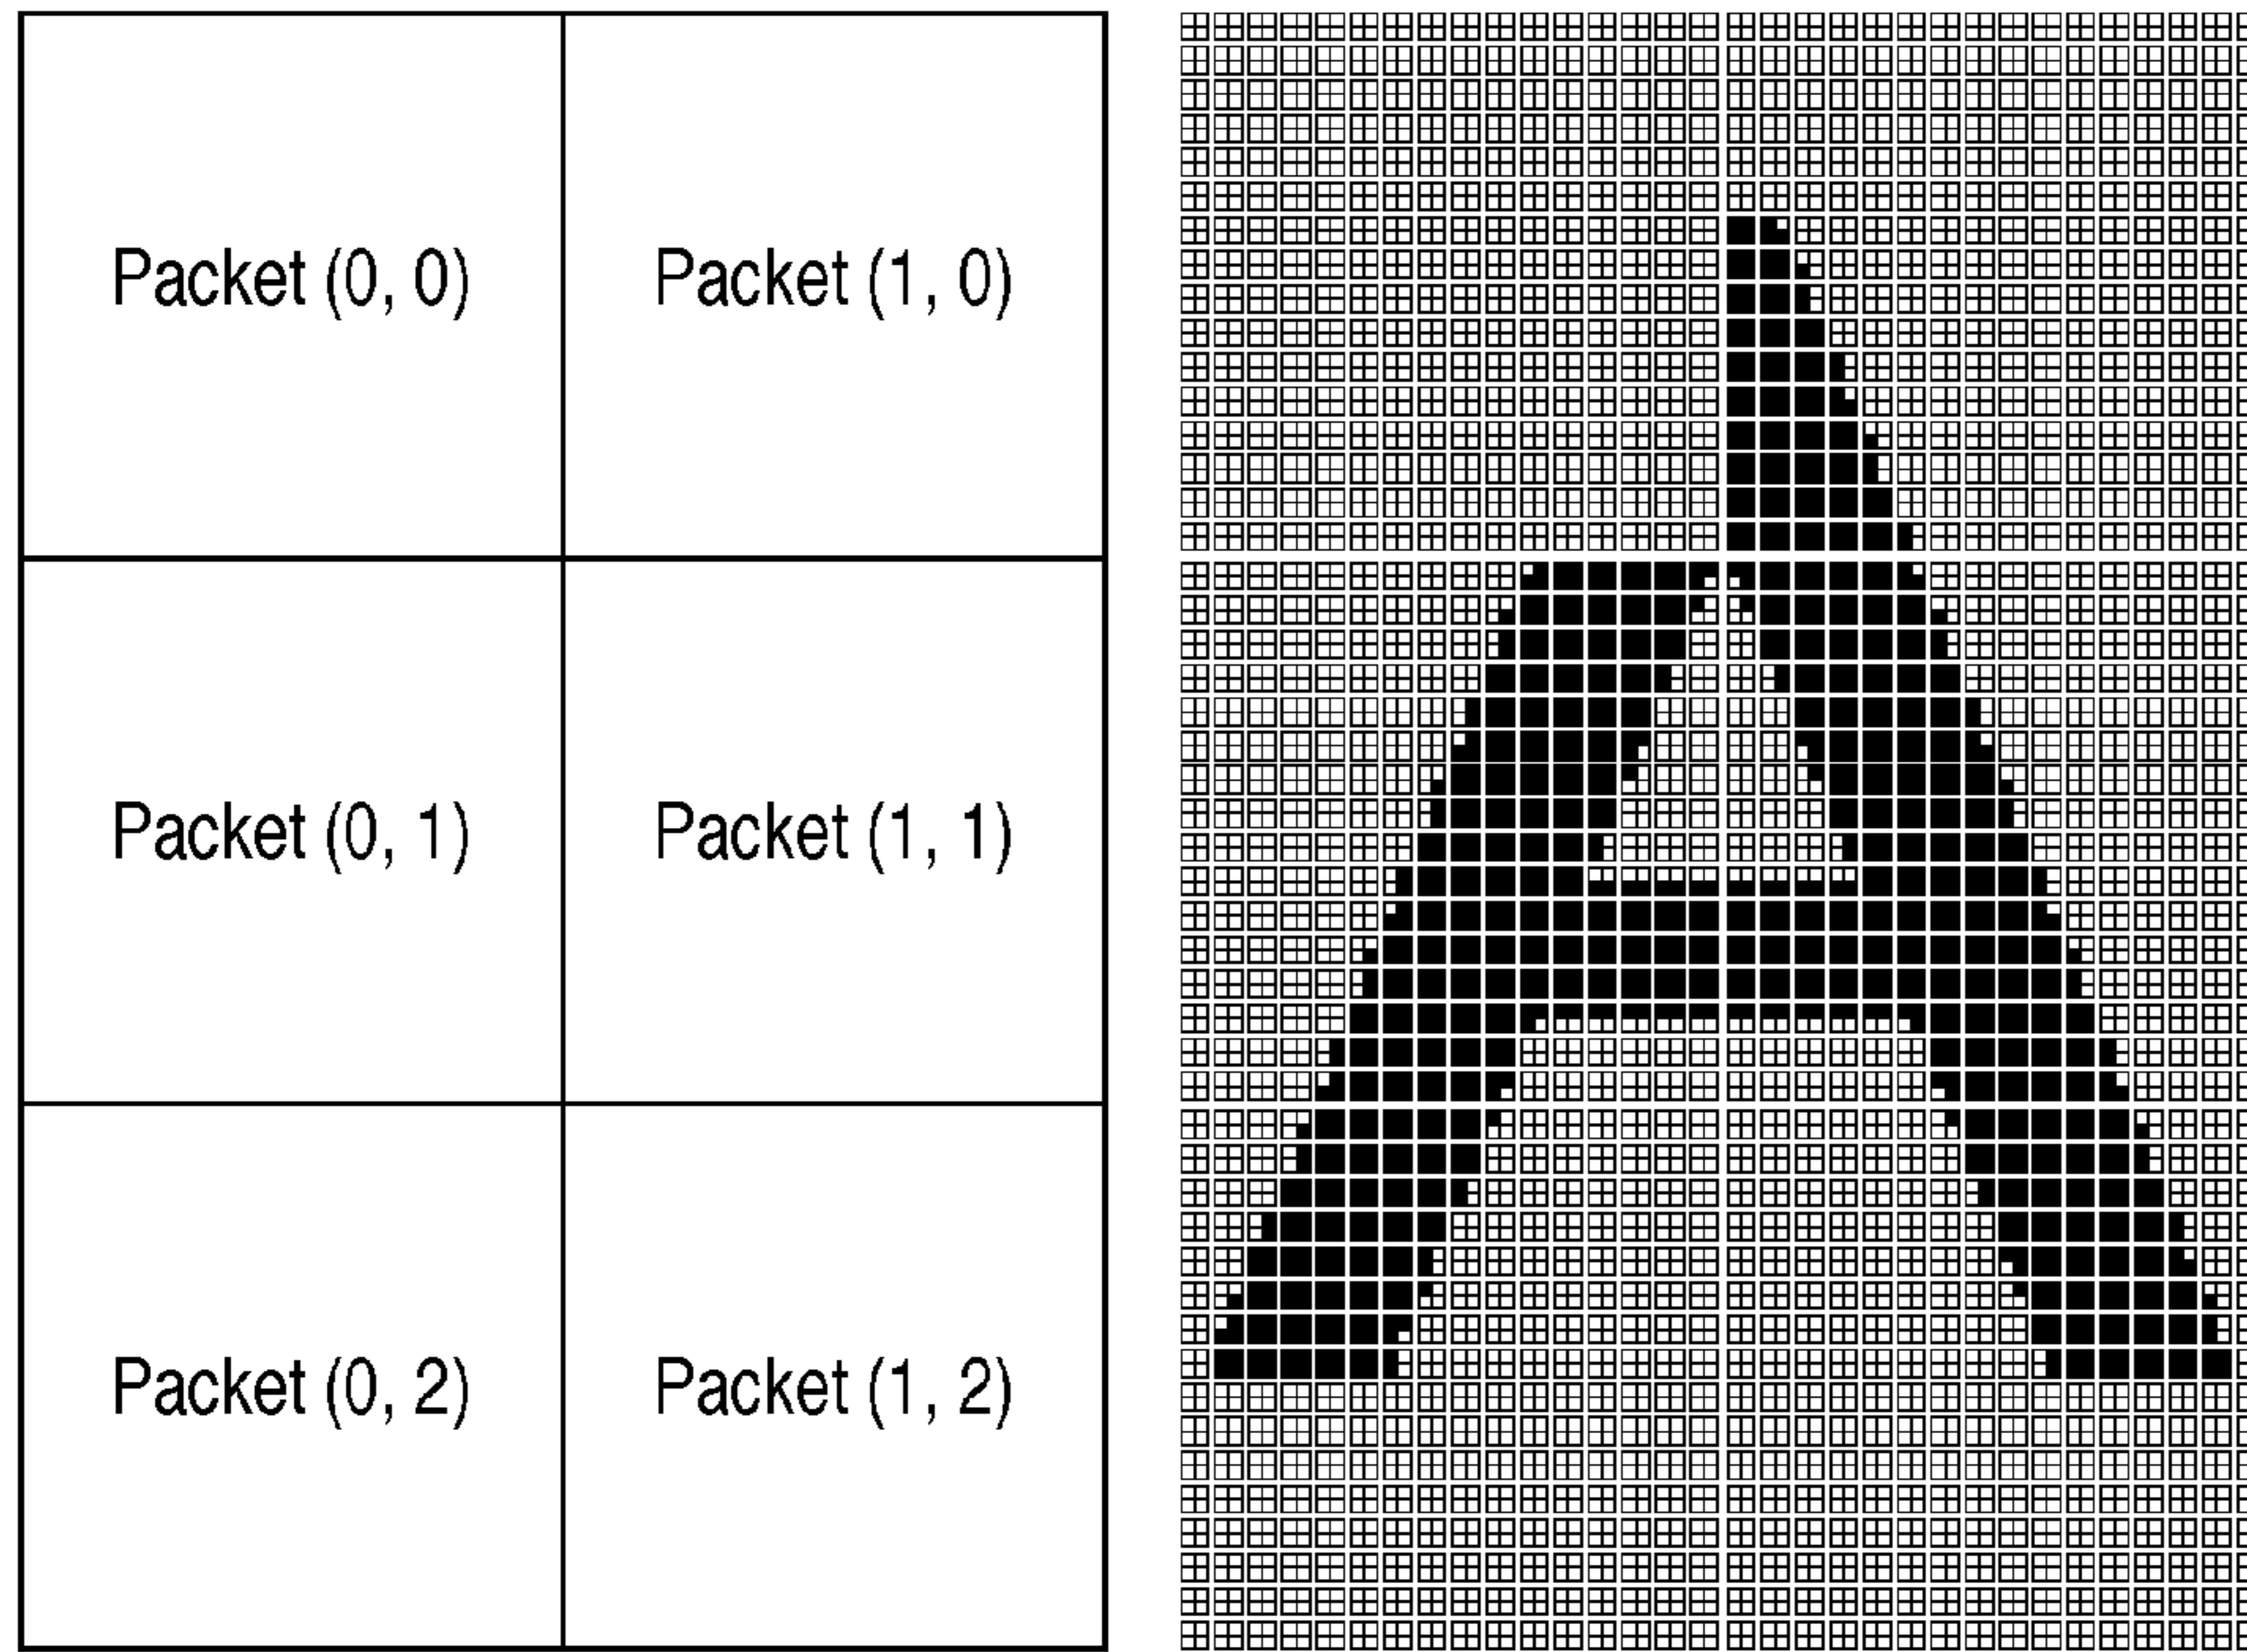 Packet (0, 0)
Packet (1, 0)
Packet (0, 1)
Packet (1, 1)
Packet (0, 2)
Packet (1, 2)